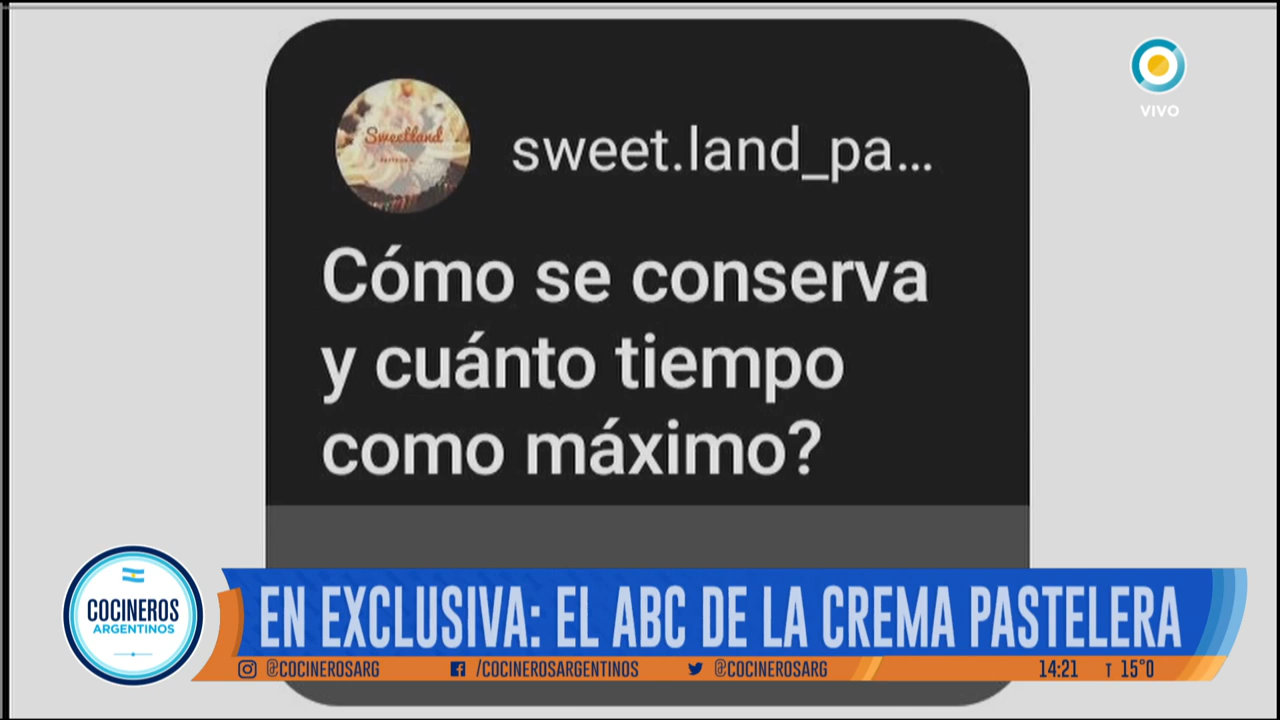 VIVO
Sweetland
sweet.land_pa...
Cómo se conserva
y cuánto tiempo
como máximo?
COCINEROS
ARGENTINOS
EN EXCLUSIVA: EL ABC DE LA CREMA PASTELERA
@COCINEROSARG /COCINEROSARGENTINOS @COCINEROSARG 14:21 T 15°0